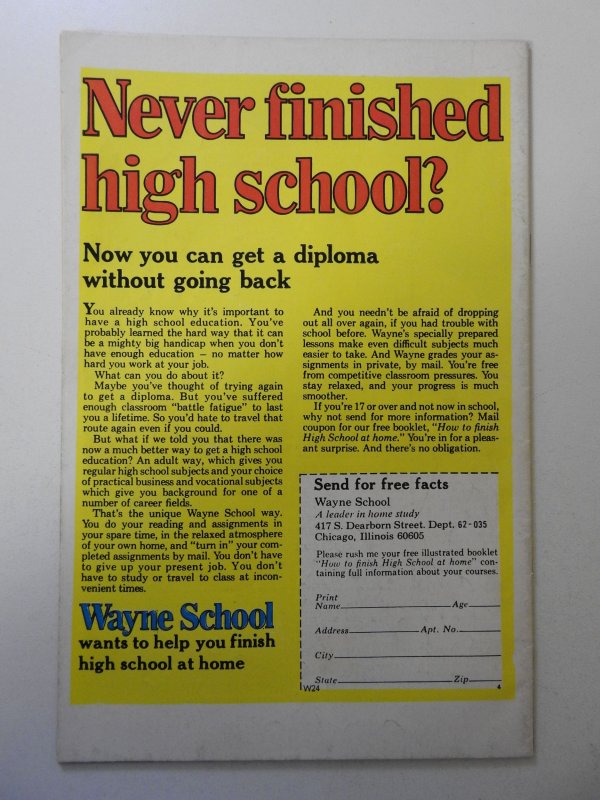 Never finished
high school?
Now you can get a diploma
without going back
You already know why it's important to
have a high school education. You've
probably learned the hard way that it can
be a mighty big handicap when you don't
have enough education – no matter how
hard you work at your job.
What can you do about it?
Maybe you've thought of trying again
to get a diploma. But you've suffered
enough classroom "battle fatigue" to last
you a lifetime. So you'd hate to travel that
route again even if you could.
But what if we told you that there was
now a much better way to get a high school
education? An adult way, which gives you
regular high school subjects and your choice
of practical business and vocational subjects
which give you background for one of a
number of career fields.
That's the unique Wayne School way.
You do your reading and assignments in
your spare time, in the relaxed atmosphere
of your own home, and "turn in" your com-
pleted assignments by mail. You don't have
to give up your present job. You don't
have to study or travel to class at incon-
venient times.
Wayne School
wants to help you finish
high school at home
And you needn't be afraid of dropping
out all over again, if you had trouble with
school before. Wayne's specially prepared
lessons make even difficult subjects much
easier to take. And Wayne grades your as-
signments in private, by mail. You're free
from competitive classroom pressures. You
stay relaxed, and your progress is much
smoother.
If you're 17 or over and not now in school,
why not send for more information? Mail
coupon for our free booklet, "How to finish
High School at home." You're in for a pleas-
ant surprise. And there's no obligation.
Send for free facts
Wayne School
A leader in home study
417 S. Dearborn Street. Dept. 62-035
Chicago, Illinois 60605
Please rush me your free illustrated booklet
"How to finish High School at home" con-
taining full information about your courses.
Print
Name Age
Address Apt. No.
City
State Zip
W24 4